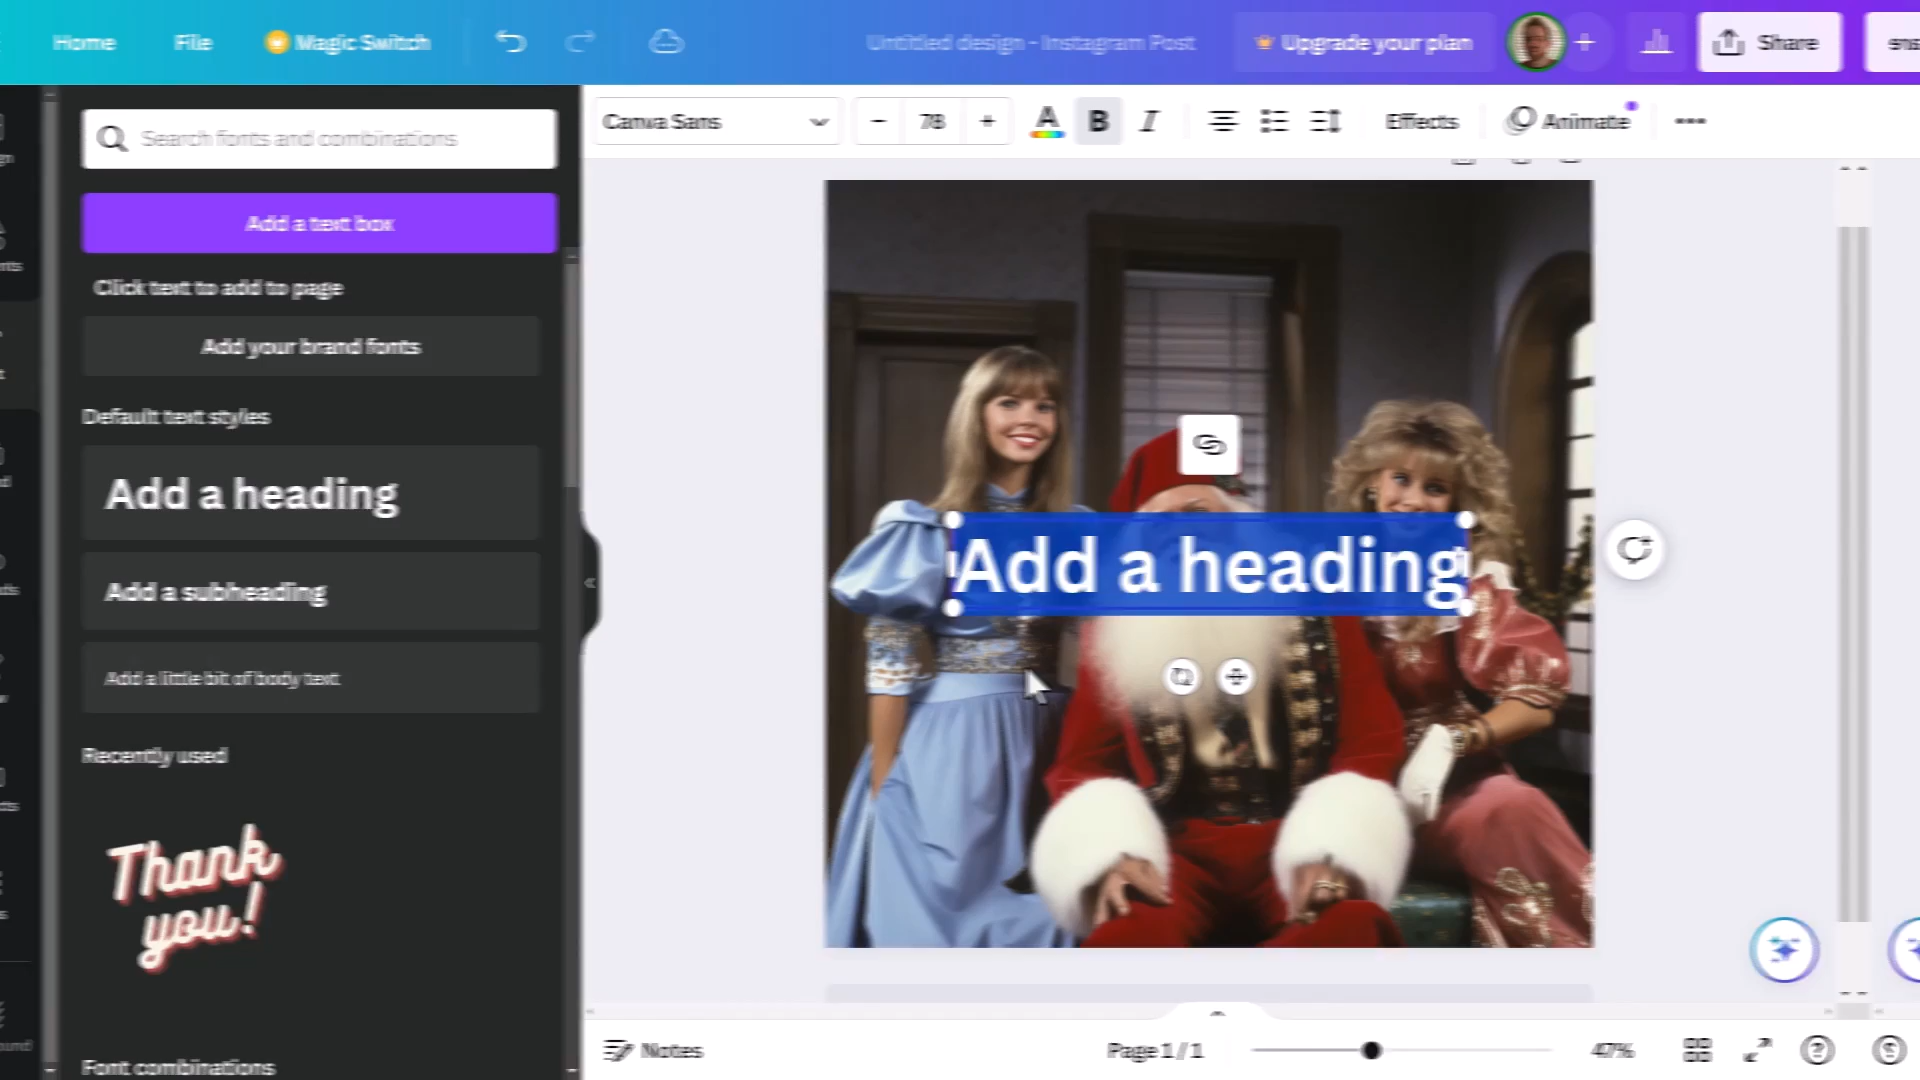 Home File Magic Switch Untitled design - Instagram Post Upgrade your plan Share
Search fonts and combinations
Canva Sans 78 A B I Effects Animate
Add a text box
Click text to add to page
Add your brand fonts
Default text styles
Add a heading
Add a subheading
Add a little bit of body text
Recently used
Thank
you!
Font combinations
Add a heading
Notes Page 1 / 1 47%